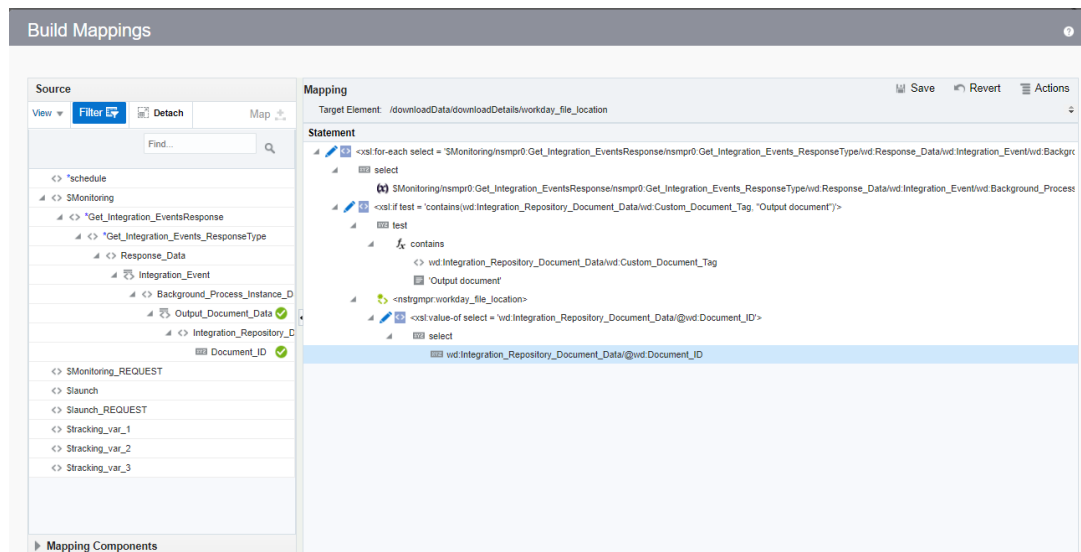 Build Mappings
Source
View Filter Detach Map
Find...
*schedule
$Monitoring
*Get_Integration_EventsResponse
*Get_Integration_Events_ResponseType
Response_Data
Integration_Event
Background_Process_Instance_D
Output_Document_Data
Integration_Repository_D
Document_ID
$Monitoring_REQUEST
$launch
$launch_REQUEST
$tracking_var_1
$tracking_var_2
$tracking_var_3
Mapping Components
Mapping Save Revert Actions
Target Element: /downloadData/downloadDetails/workday_file_location
Statement
<xsl:for-each select = '$Monitoring/nsmpr0:Get_Integration_EventsResponse/nsmpr0:Get_Integration_Events_ResponseType/wd:Response_Data/wd:Integration_Event/wd:Backgro
select
$Monitoring/nsmpr0:Get_Integration_EventsResponse/nsmpr0:Get_Integration_Events_ResponseType/wd:Response_Data/wd:Integration_Event/wd:Background_Process
<xsl:if test = 'contains(wd:Integration_Repository_Document_Data/wd:Custom_Document_Tag, "Output document")'/>
test
fx contains
wd:Integration_Repository_Document_Data/wd:Custom_Document_Tag
'Output document'
<nstrgmpr:workday_file_location>
<xsl:value-of select = 'wd:Integration_Repository_Document_Data/@wd:Document_ID'>
select
wd:Integration_Repository_Document_Data/@wd:Document_ID